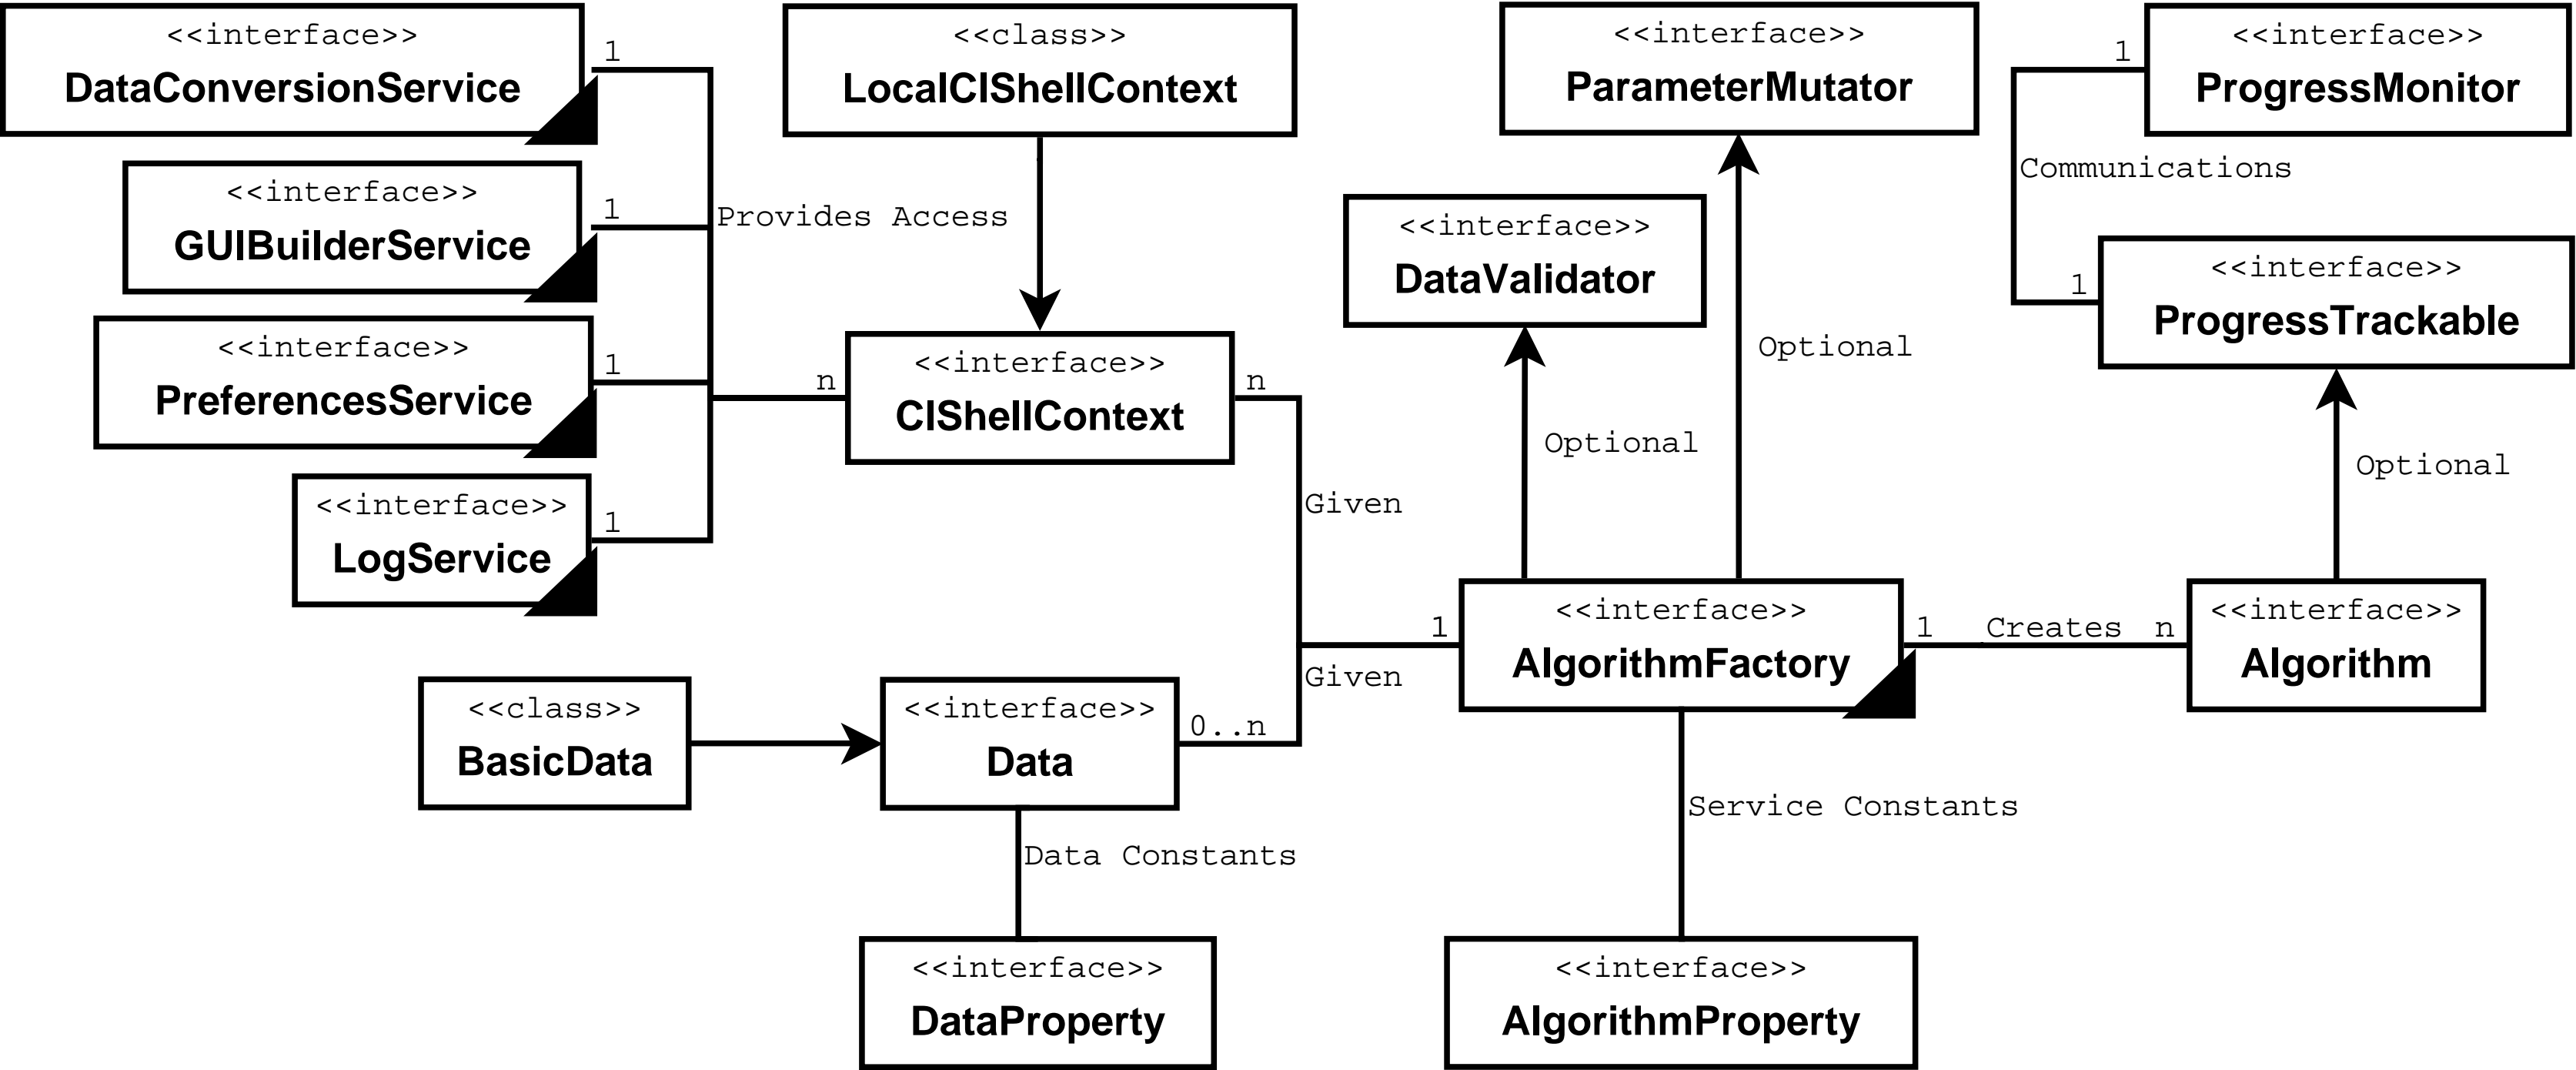 <<interface>>
DataConversionService
1
<<class>>
LocalCIShellContext
<<interface>>
ParameterMutator
1
<<interface>>
ProgressMonitor
Communications
<<interface>>
GUIBuilderService
1
Provides Access
<<interface>>
DataValidator
1
<<interface>>
ProgressTrackable
<<interface>>
PreferencesService
1
n
<<interface>>
CIShellContext
n
Optional
Optional
Optional
<<interface>>
LogService
1
Given
1
Given
<<interface>>
AlgorithmFactory
1
Creates
n
<<interface>>
Algorithm
<<class>>
BasicData
<<interface>>
Data
0..n
Data Constants
Service Constants
<<interface>>
DataProperty
<<interface>>
AlgorithmProperty